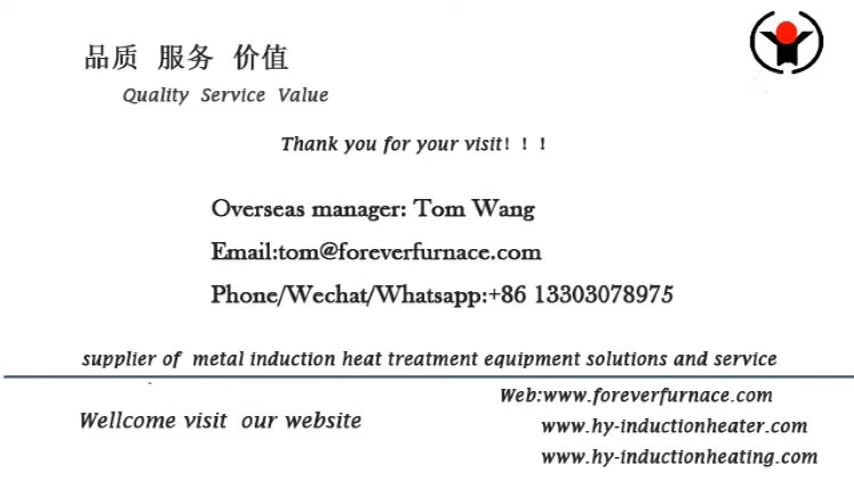 品质 服务 价值
Quality Service Value
Thank you for your visit！！！
Overseas manager: Tom Wang
Email:tom@foreverfurnace.com
Phone/Wechat/Whatsapp:+86 13303078975
supplier of metal induction heat treatment equipment solutions and service
Web:www.foreverfurnace.com
Wellcome visit our website
www.hy-inductionheater.com
www.hy-inductionheating.com